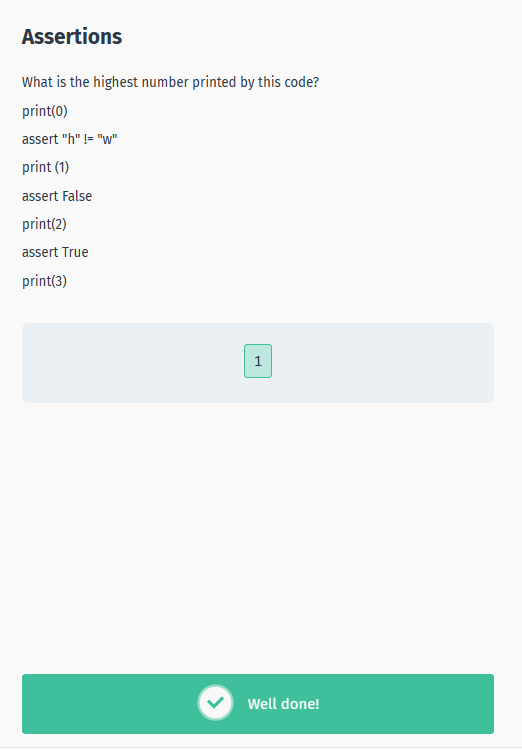 Assertions
What is the highest number printed by this code?
print(0)
assert "h" != "w"
print (1)
assert False
print(2)
assert True
print(3)
1
Well done!